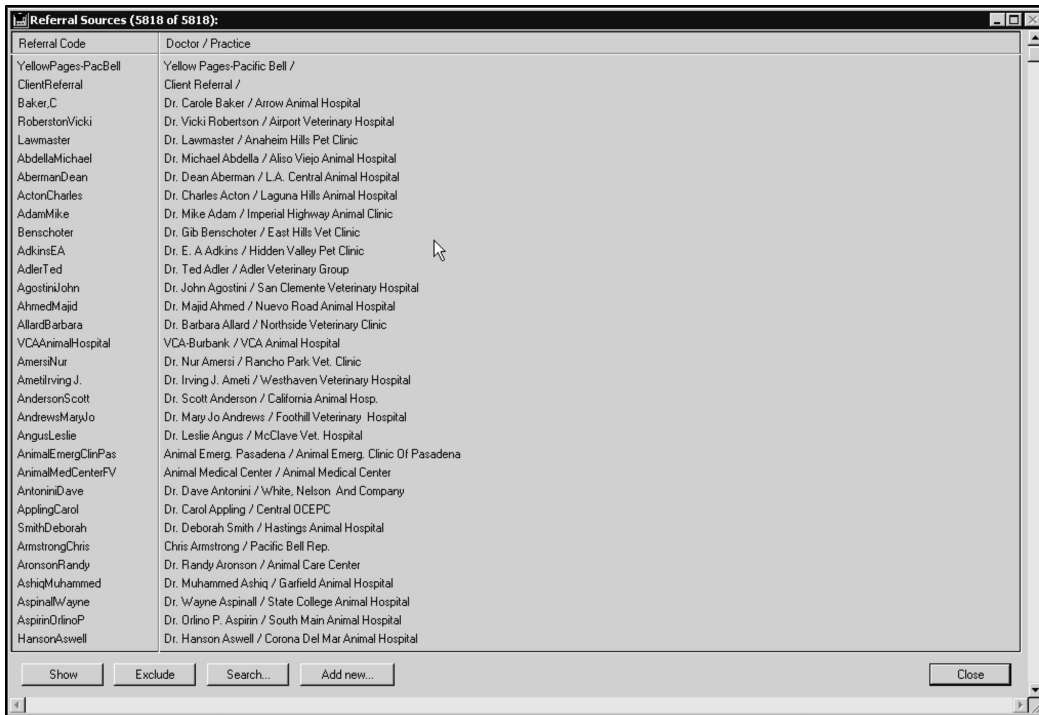 Referral Sources (5818 of 5818):
Referral Code Doctor / Practice
YellowPages-PacBell Yellow Pages-Pacific Bell /
ClientReferral Client Referral /
Baker,C Dr. Carole Baker / Arrow Animal Hospital
RoberstonVicki Dr. Vicki Robertson / Airport Veterinary Hospital
Lawmaster Dr. Lawmaster / Anaheim Hills Pet Clinic
AbdellaMichael Dr. Michael Abdella / Aliso Viejo Animal Hospital
AbermanDean Dr. Dean Aberman / L.A. Central Animal Hospital
ActonCharles Dr. Charles Acton / Laguna Hills Animal Hospital
AdamMike Dr. Mike Adam / Imperial Highway Animal Clinic
Benschoter Dr. Gib Benschoter / East Hills Vet Clinic
AdkinsEA Dr. E. A Adkins / Hidden Valley Pet Clinic
AdlerTed Dr. Ted Adler / Adler Veterinary Group
AgostiniJohn Dr. John Agostini / San Clemente Veterinary Hospital
AhmedMajid Dr. Majid Ahmed / Nuevo Road Animal Hospital
AllardBarbara Dr. Barbara Allard / Northside Veterinary Clinic
VCAAnimalHospital VCA-Burbank / VCA Animal Hospital
AmersiNur Dr. Nur Amersi / Rancho Park Vet. Clinic
AmetiIrving J. Dr. Irving J. Ameti / Westhaven Veterinary Hospital
AndersonScott Dr. Scott Anderson / California Animal Hosp.
AndrewsMaryJo Dr. Mary Jo Andrews / Foothill Veterinary  Hospital
AngusLeslie Dr. Leslie Angus / McClave Vet. Hospital
AnimalEmergClinPas Animal Emerg. Pasadena / Animal Emerg. Clinic Of Pasadena
AnimalMedCenterFV Animal Medical Center / Animal Medical Center
AntoniniDave Dr. Dave Antonini / White, Nelson  And Company
ApplingCarol Dr. Carol Appling / Central OCEPC
SmithDeborah Dr. Deborah Smith / Hastings Animal Hospital
ArmstrongChris Chris Armstrong / Pacific Bell Rep.
AronsonRandy Dr. Randy Aronson / Animal Care Center
AshiqMuhammed Dr. Muhammed Ashiq / Garfield Animal Hospital
AspinallWayne Dr. Wayne Aspinall / State College Animal Hospital
AspirinOrlinoP Dr. Orlino P. Aspirin / South Main Animal Hospital
HansonAswell Dr. Hanson Aswell / Corona Del Mar Animal Hospital
Show Exclude Search... Add new... Close